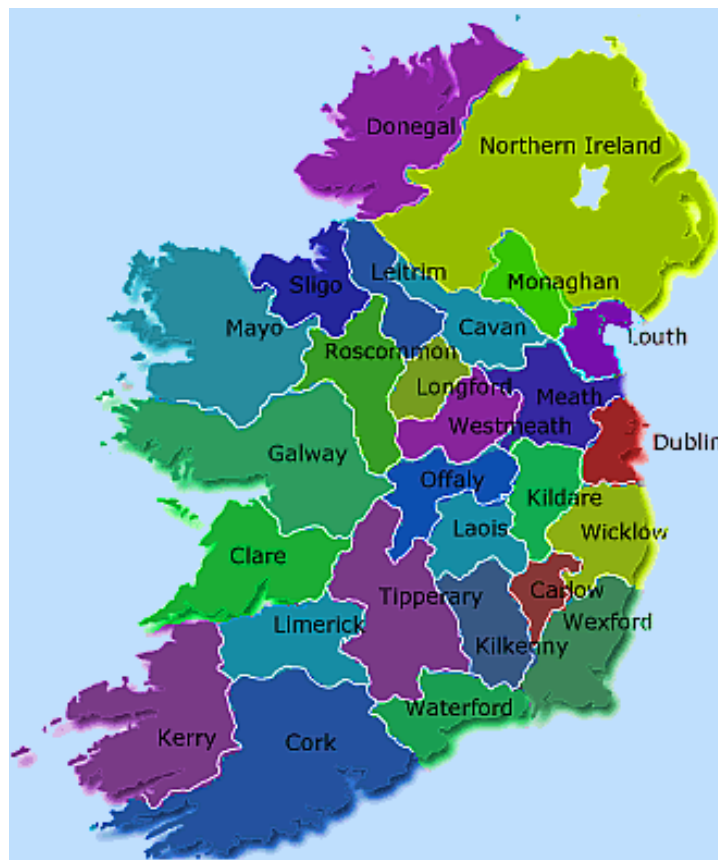 Donegal
Northern Ireland
Leitrim
Monaghan
Sligo
Mayo
Cavan
Louth
Roscommon
Longford
Meath
Westmeath
Dublin
Galway
Offaly
Kildare
Laois
Wicklow
Clare
Carlow
Tipperary
Wexford
Limerick
Kilkenny
Waterford
Kerry
Cork